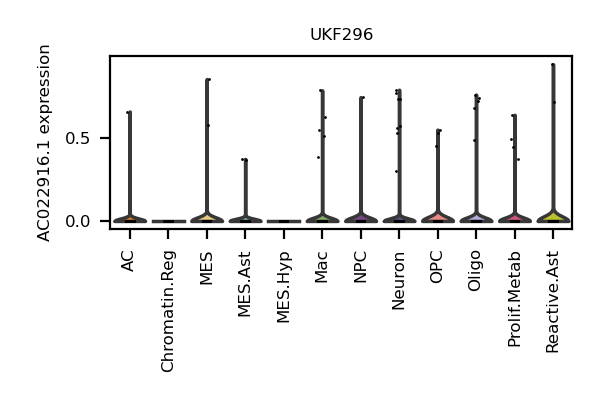 UKF296
AC022916.1 expression
0.5
0.0
AC
Chromatin.Reg
MES
MES.Ast
MES.Hyp
Mac
NPC
Neuron
OPC
Oligo
Prolif.Metab
Reactive.Ast